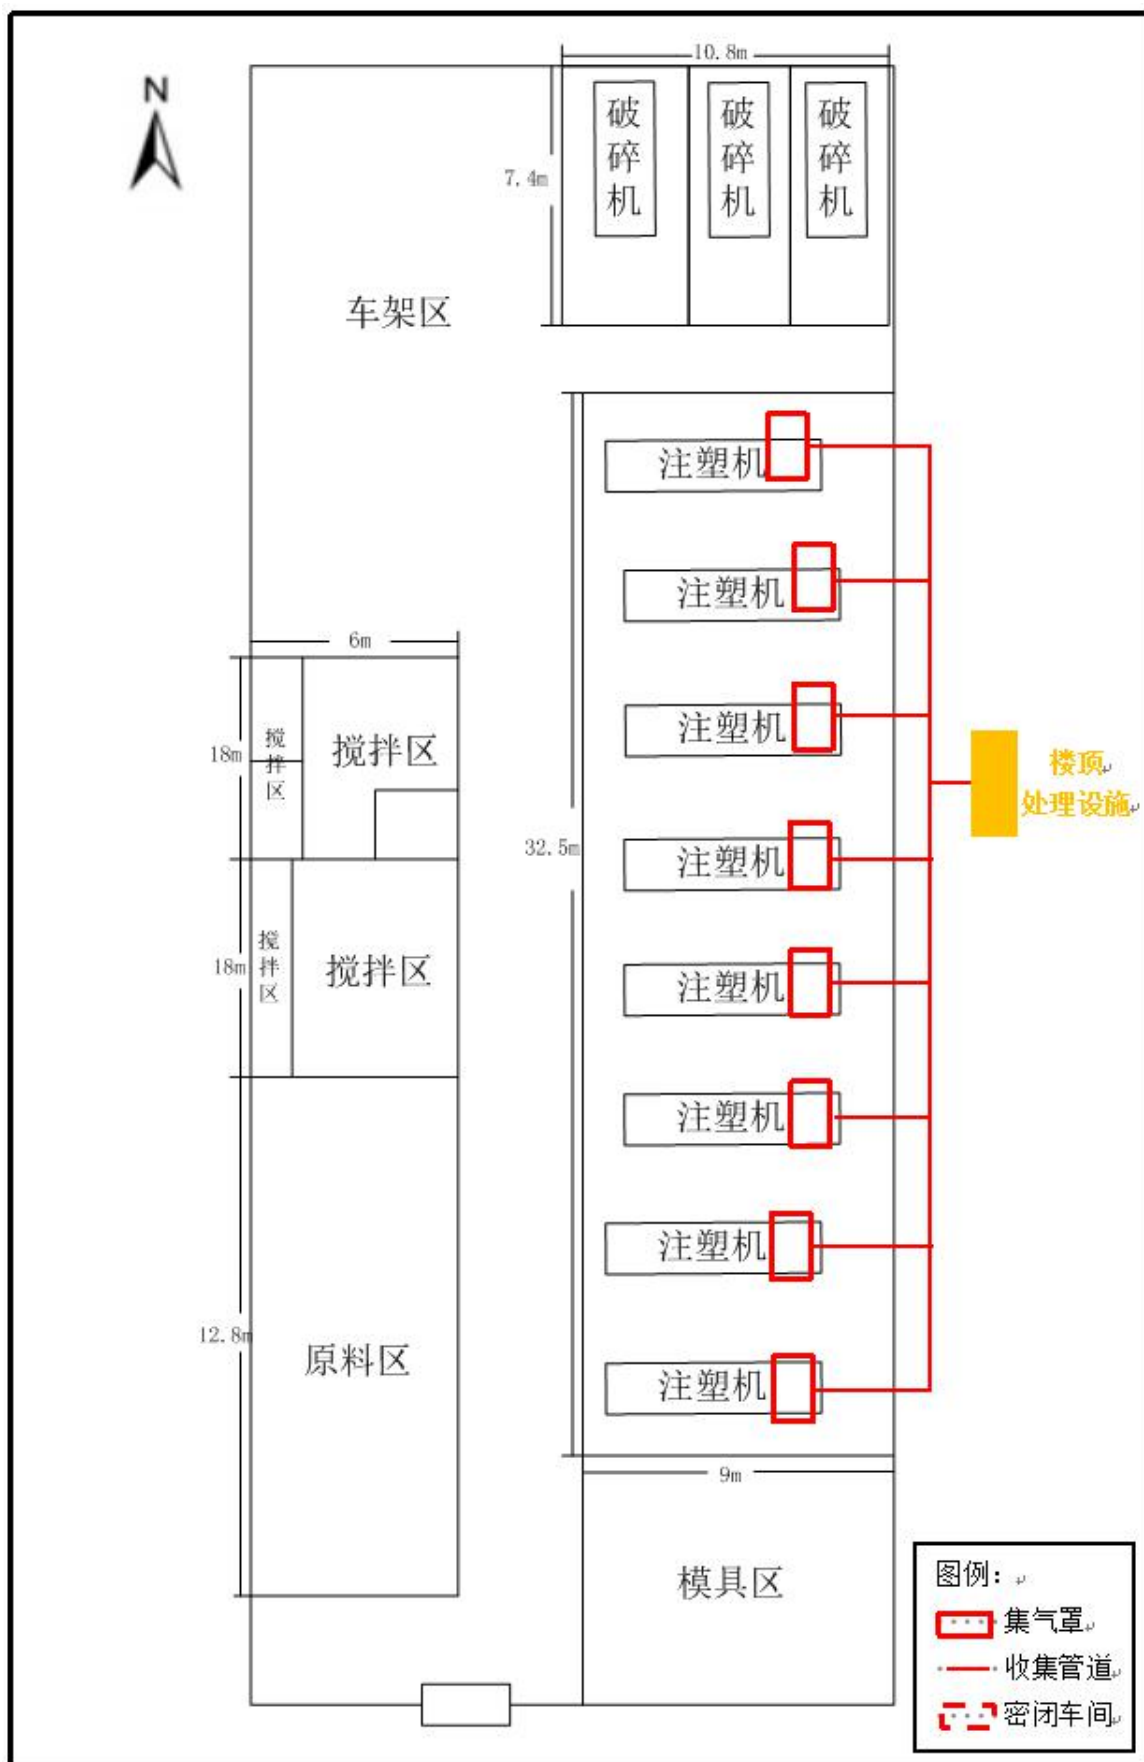 N
10.8m
破碎机
破碎机
破碎机
7.4m
车架区
注塑机
注塑机
6m
注塑机
18m
搅拌区
搅拌区
楼顶
处理设施
32.5m
注塑机
18m
搅拌区
搅拌区
注塑机
注塑机
注塑机
12.8m
原料区
注塑机
9m
模具区
图例：
集气罩
收集管道
密闭车间